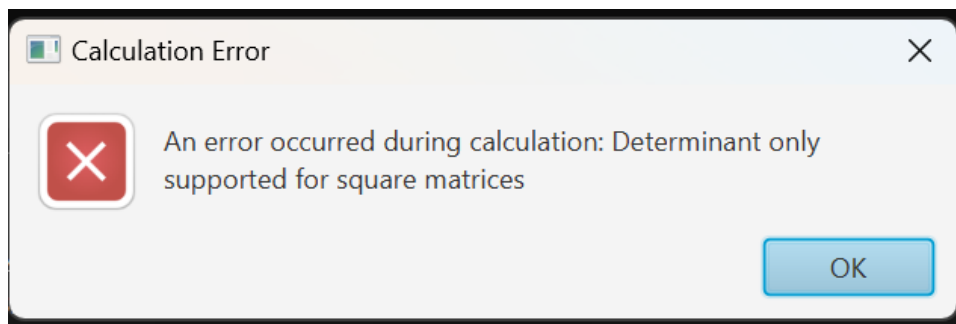 Calculation Error
An error occurred during calculation: Determinant only
supported for square matrices
OK